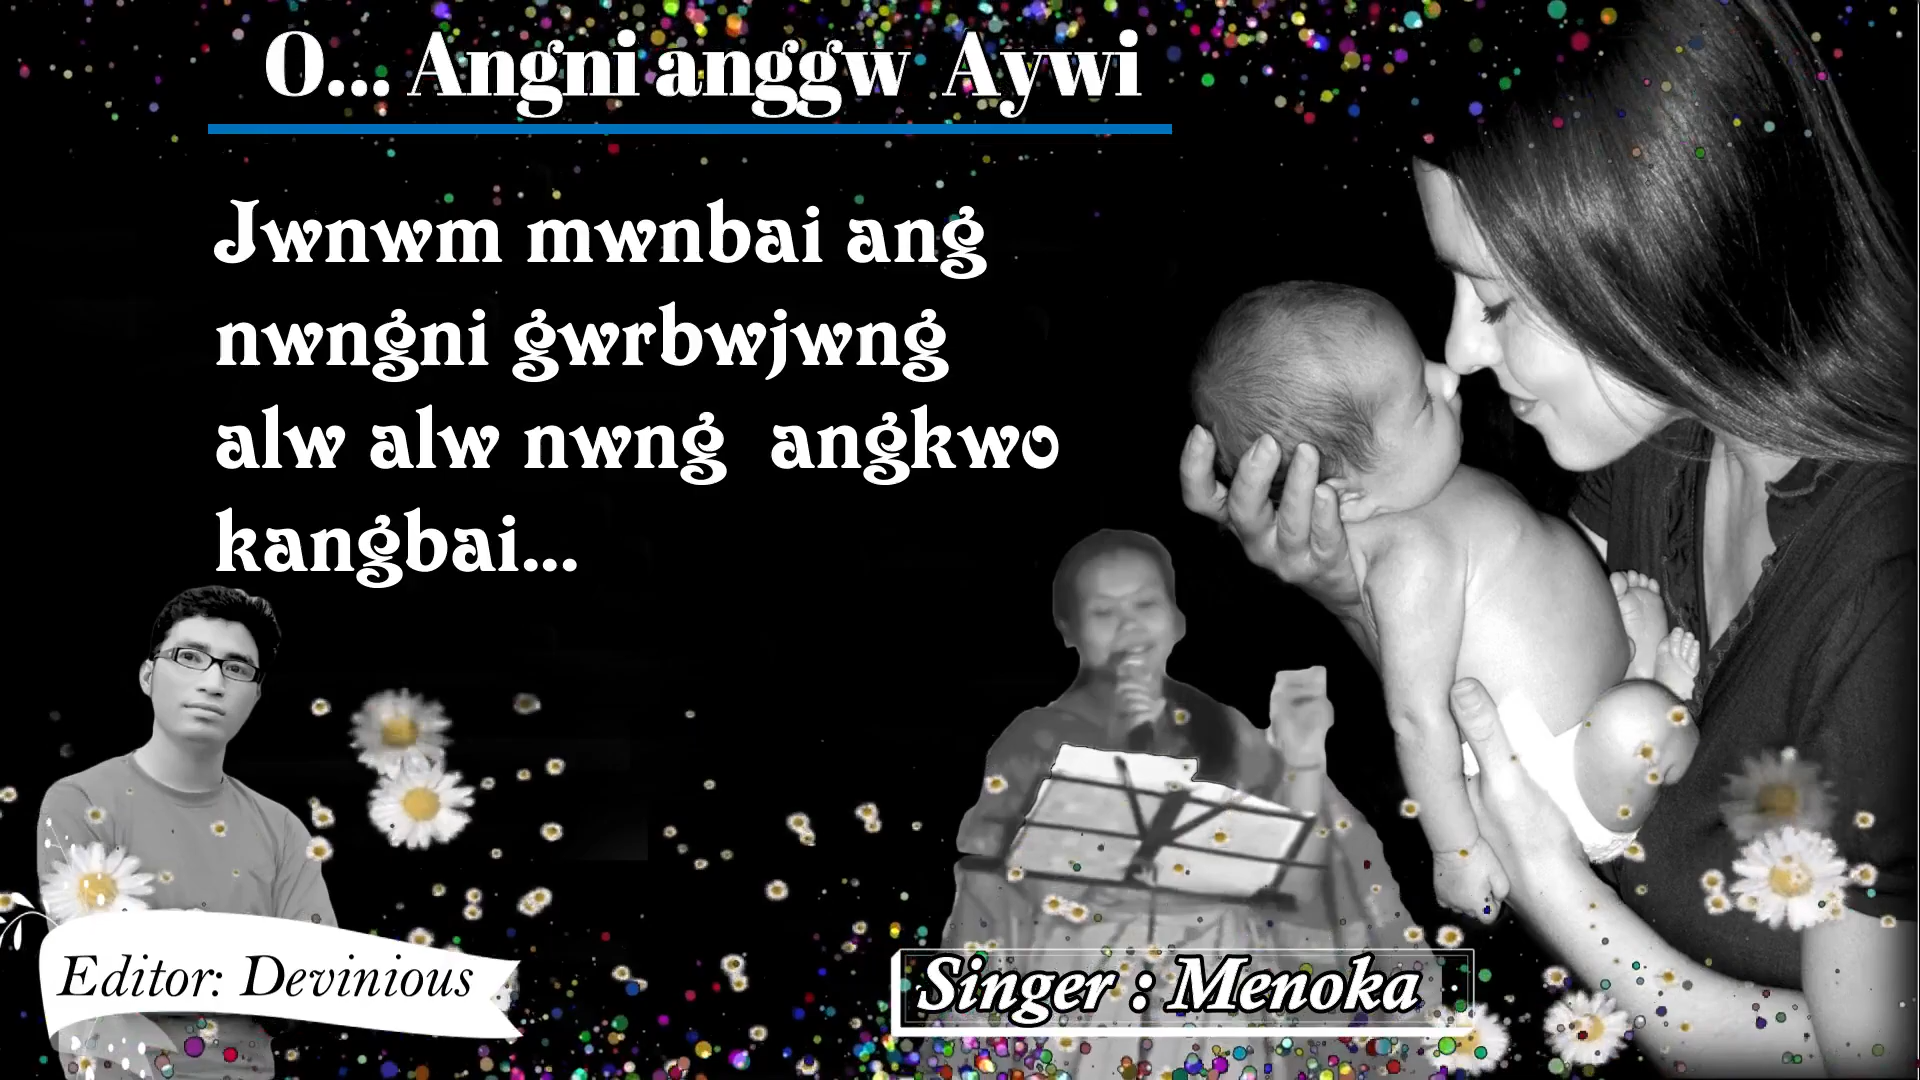 O... Angni anggw Aywi
Jwnwm mwnbai ang
nwngni gwrbwjwng
alw alw nwng angkwo
kangbai...
Editor: Devinious
Singer : Menoka